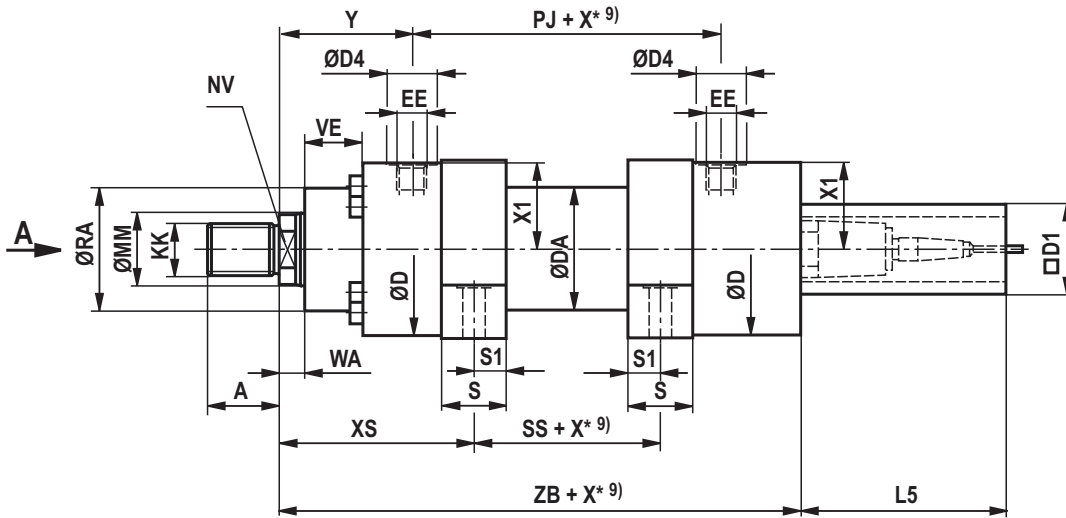 Y
PJ + X* 9)
ØD4
ØD4
NV
EE
EE
VE
A
ØRA
ØMM
KK
ØD
X1
ØDA
ØD
X1
□D1
WA
S1
S1
A
S
S
XS
SS + X* 9)
ZB + X* 9)
L5